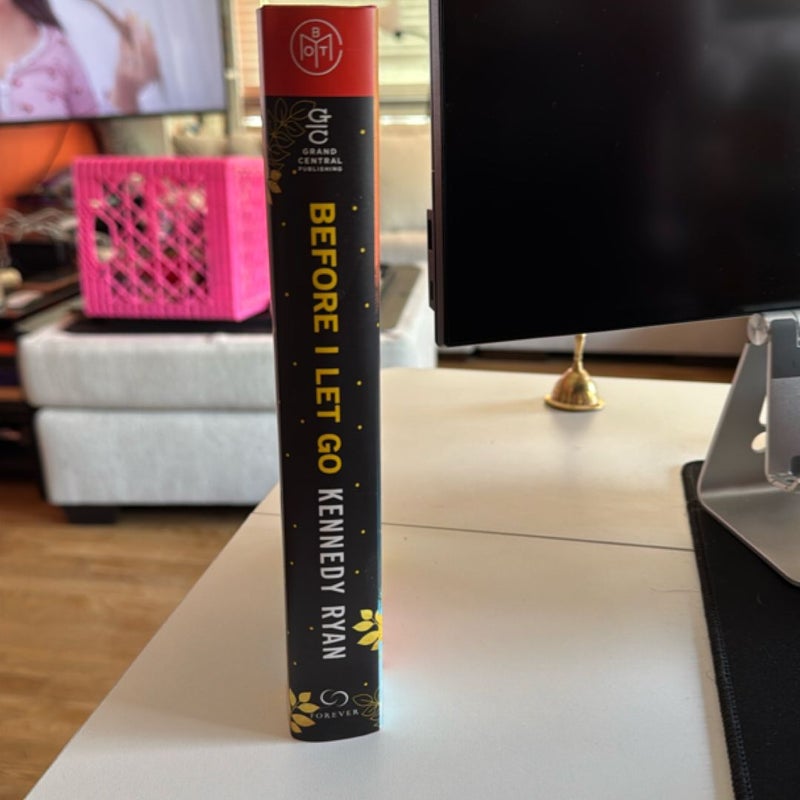 BOTM
GRAND
CENTRAL
PUBLISHING
BEFORE I LET GO KENNEDY RYAN
FOREVER